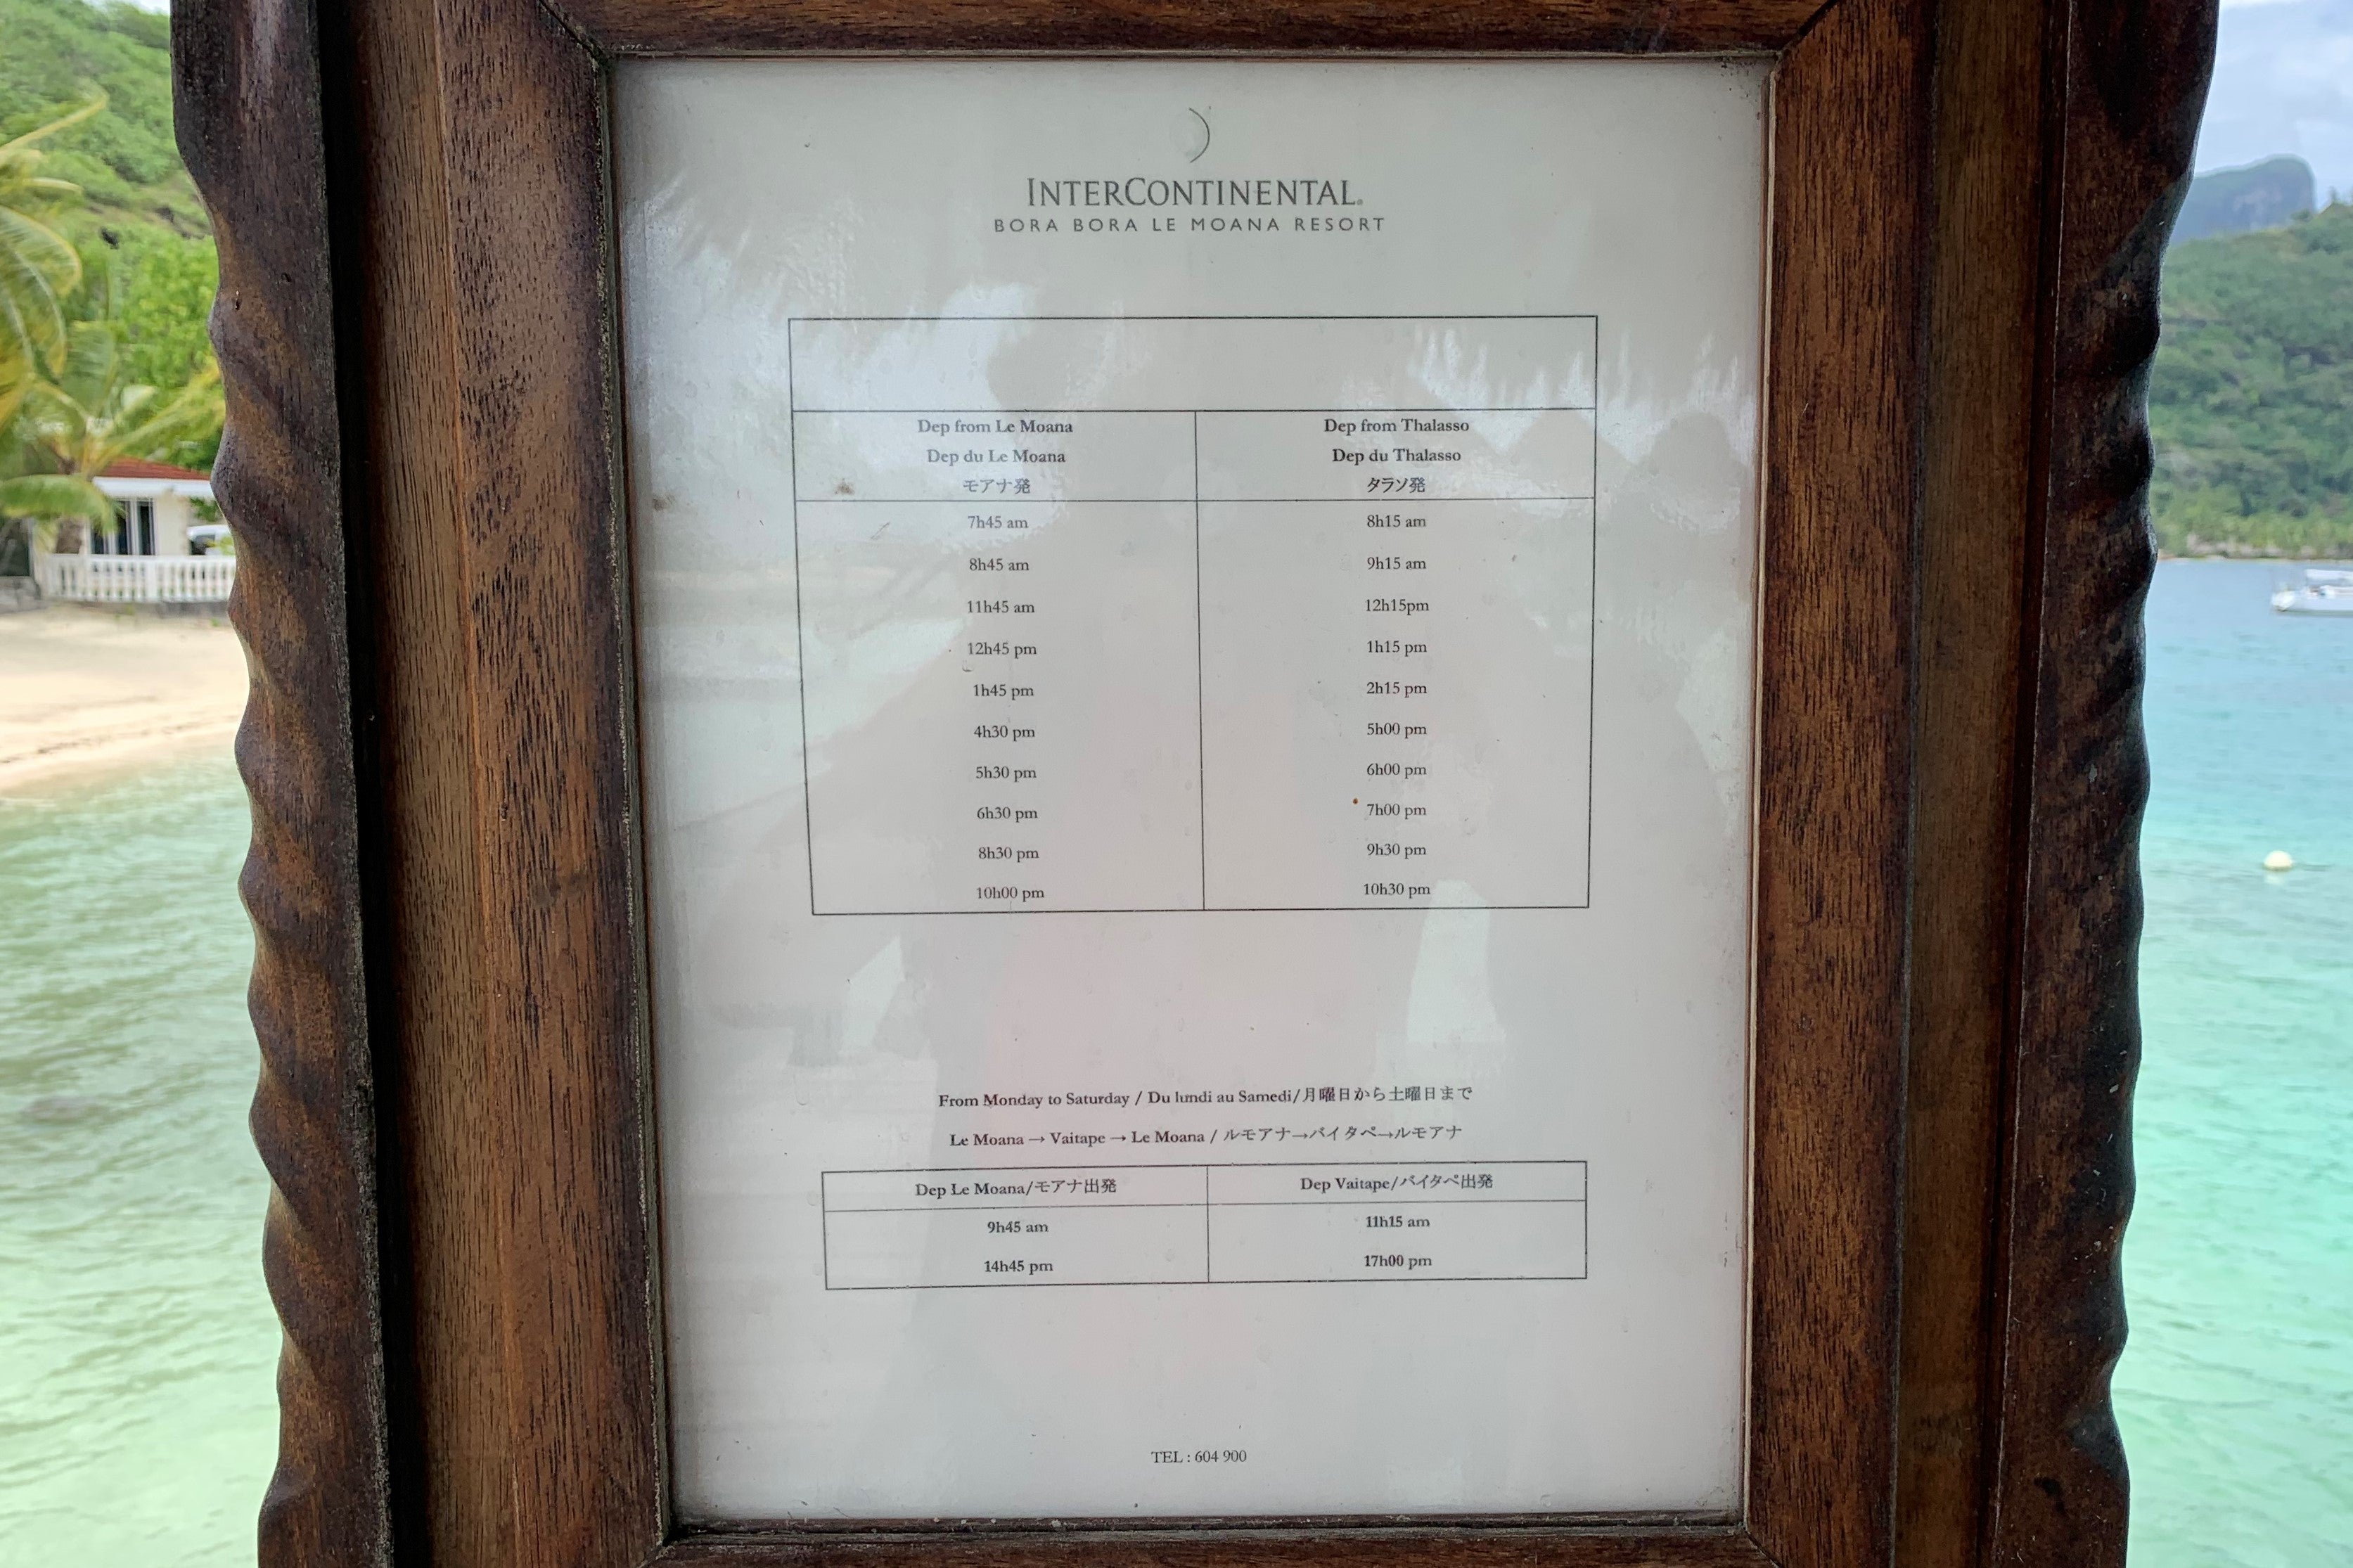 INTERCONTINENTAL®
BORA BORA LE MOANA RESORT
Dep from Le Moana
Dep du Le Moana
モアナ発
Dep from Thalasso
Dep du Thalasso
タラソ発
7h45 am 8h15 am
8h45 am 9h15 am
11h45 am 12h15pm
12h45 pm 1h15 pm
1h45 pm 2h15 pm
4h30 pm 5h00 pm
5h30 pm 6h00 pm
6h30 pm 7h00 pm
8h30 pm 9h30 pm
10h00 pm 10h30 pm
From Monday to Saturday / Du lundi au Samedi/月曜日から土曜日まで
Le Moana → Vaitape → Le Moana / ルモアナ→バイタペ→ルモアナ
Dep Le Moana/モアナ出発 Dep Vaitape/バイタペ出発
9h45 am 11h15 am
14h45 pm 17h00 pm
TEL : 604 900